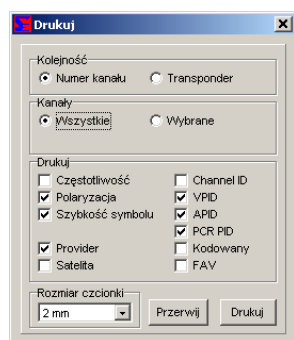 Drukuj
Kolejność
Numer kanału Transponder
Kanały
Wszystkie Wybrane
Drukuj
Częstotliwość Channel ID
Polaryzacja VPID
Szybkość symbolu APID
PCR PID
Provider Kodowany
Satelita FAV
Rozmiar czcionki
2 mm Przerwij Drukuj